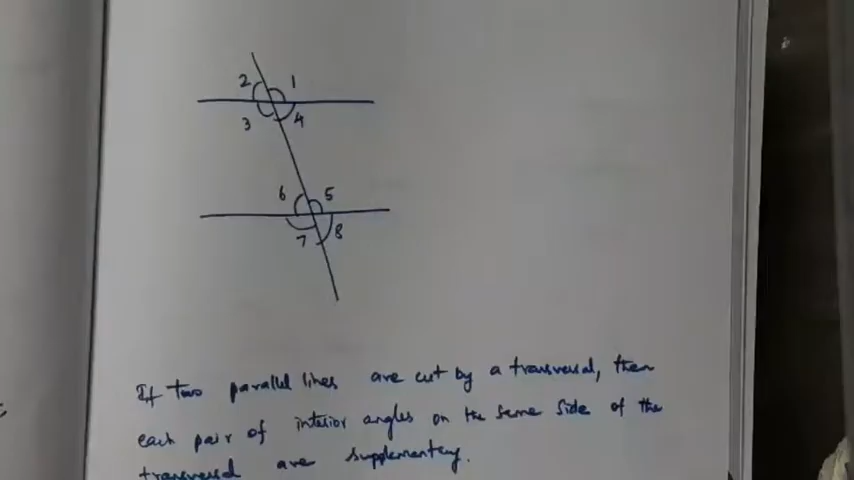 2 1
3 4
6 5
7 8
If two parallel lines are cut by a transversal, then
each pair of interior angles on the same side of the
transversal are supplementary.